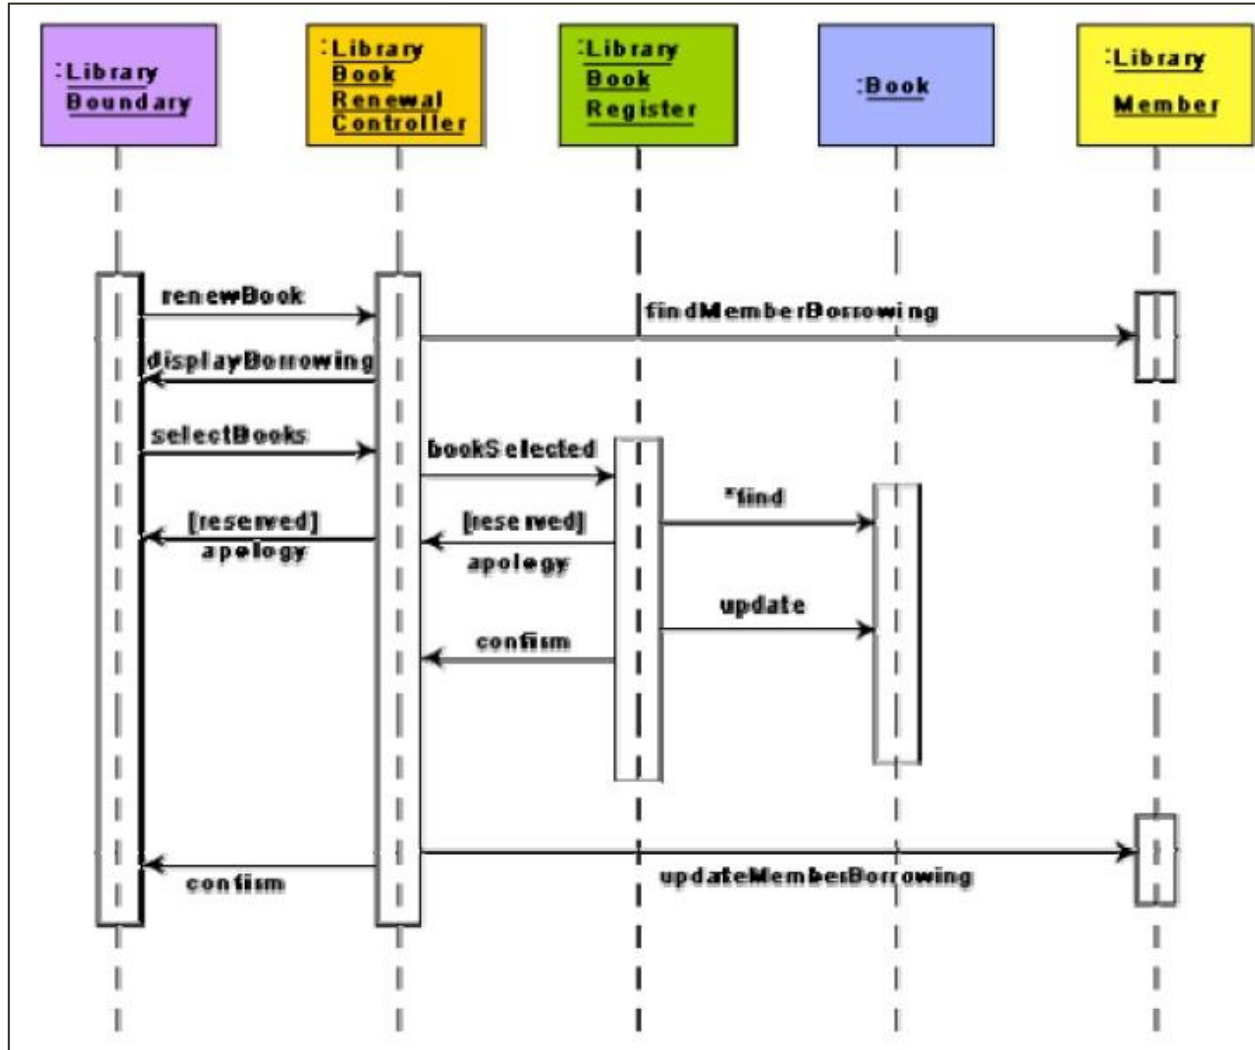 :Library
Boundary
:Library
Book
Renewal
Controller
:Library
Book
Register
:Book
:Library
Member
renewBook
findMemberBorrowing
displayBorrowing
selectBooks
bookSelected
*find
[reserved]
apology
[reserved]
apology
update
confirm
updateMemberBorrowing
confirm